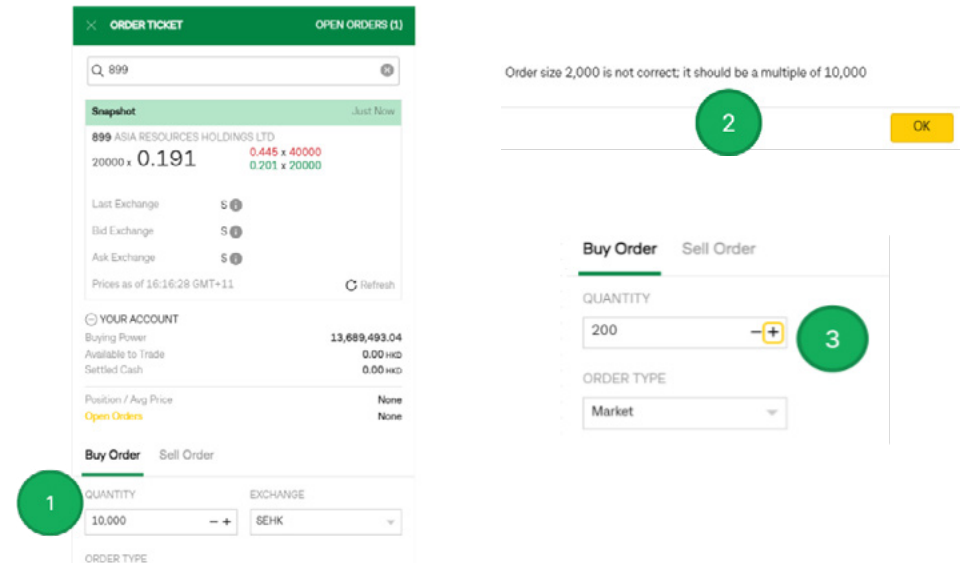 ORDER TICKET OPEN ORDERS (1)
899
Snapshot Just Now
899 ASIA RESOURCES HOLDINGS LTD
20000 x 0.191 0.445 x 40000
0.201 x 20000
Last Exchange S
Bid Exchange S
Ask Exchange S
Prices as of 16:16:28 GMT+11 Refresh
YOUR ACCOUNT
Buying Power 13,689,493.04
Available to Trade 0.00 HKD
Settled Cash 0.00 HKD
Position / Avg Price None
Open Orders None
Buy Order Sell Order
1
QUANTITY EXCHANGE
10,000 - + SEHK
ORDER TYPE
Order size 2,000 is not correct; it should be a multiple of 10,000
2
OK
Buy Order Sell Order
QUANTITY
200 - +
3
ORDER TYPE
Market